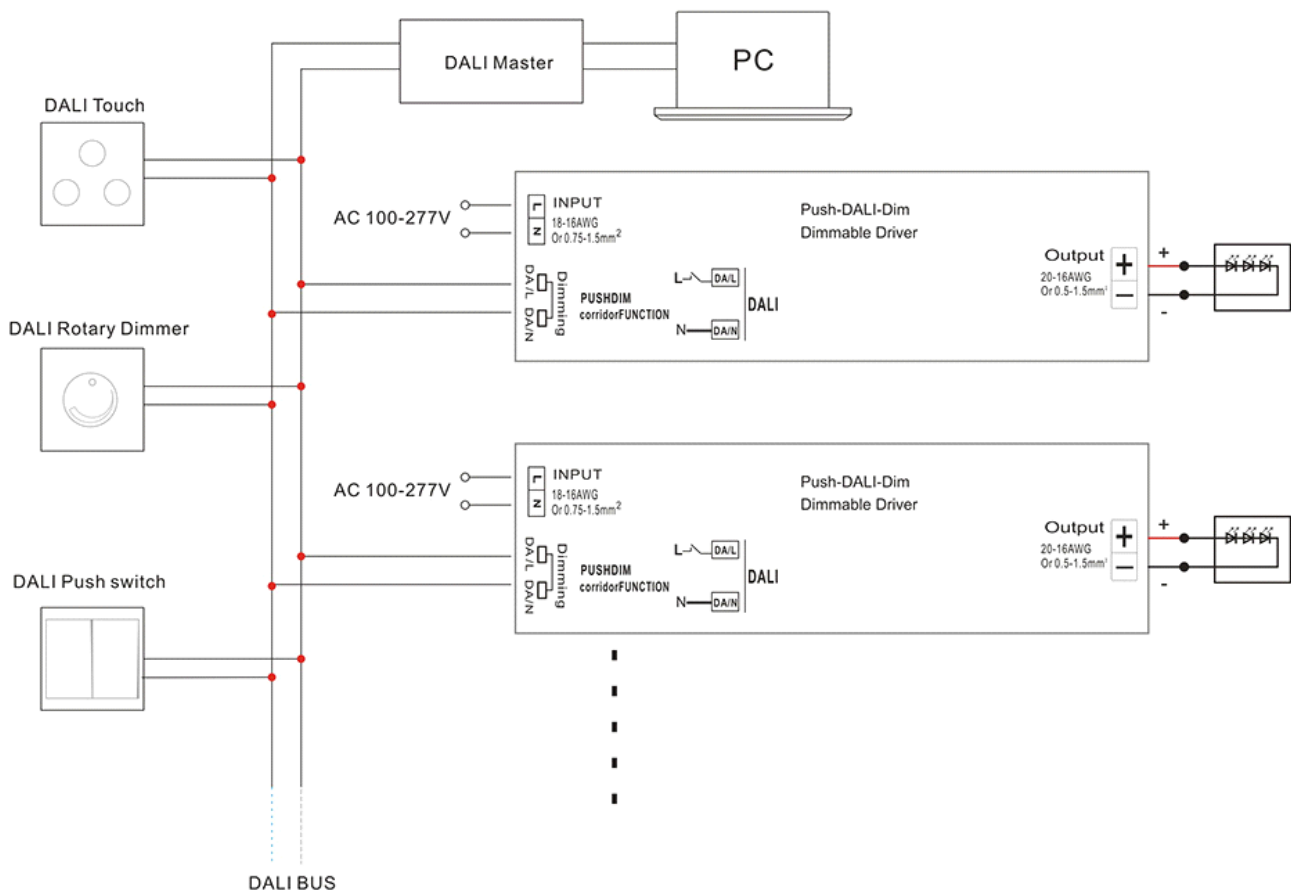 DALI Master
PC
DALI Touch
AC 100-277V
L
N
INPUT
18-16AWG
Or 0.75-1.5mm²
DA/L
DA/N
Dimming
PUSHDIM
corridorFUNCTION
L
DA/L
N
DA/N
DALI
Push-DALI-Dim
Dimmable Driver
Output
20-16AWG
Or 0.5-1.5mm²
+
−
+
-
DALI Rotary Dimmer
AC 100-277V
L
N
INPUT
18-16AWG
Or 0.75-1.5mm²
DA/L
DA/N
Dimming
PUSHDIM
corridorFUNCTION
L
DA/L
N
DA/N
DALI
Push-DALI-Dim
Dimmable Driver
Output
20-16AWG
Or 0.5-1.5mm²
+
−
+
-
DALI Push switch
DALI BUS